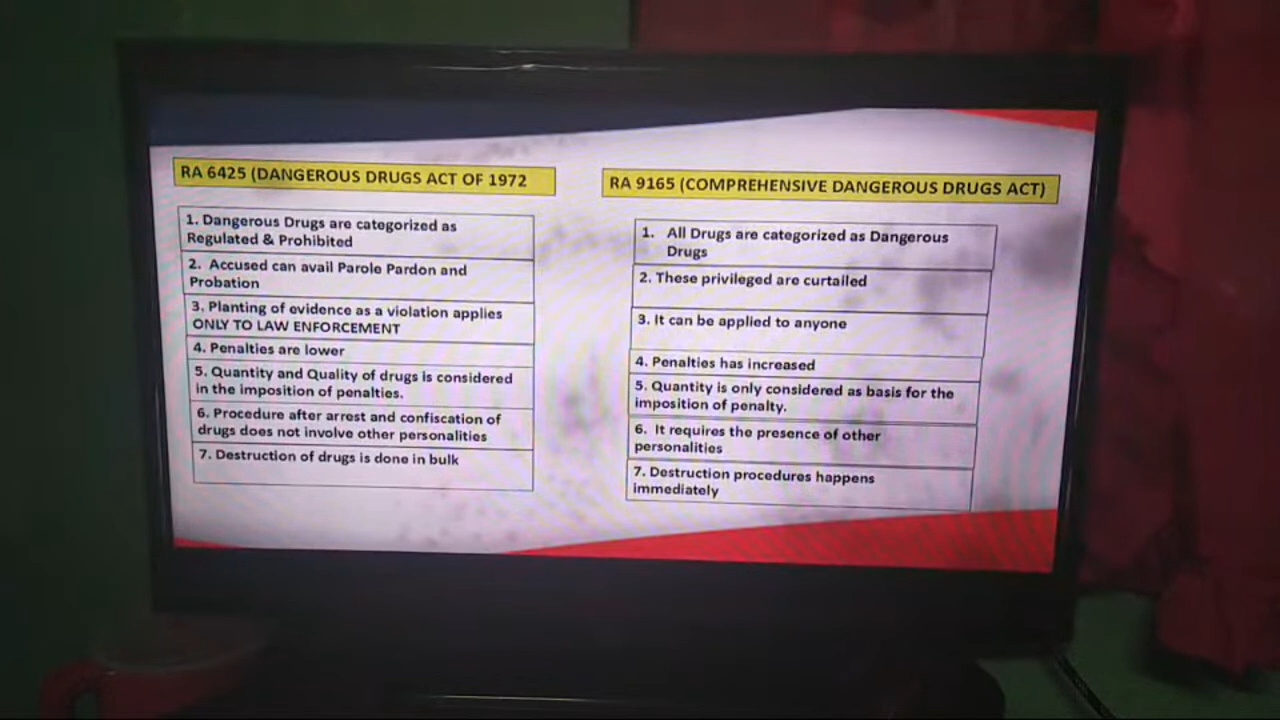 RA 6425 (DANGEROUS DRUGS ACT OF 1972
1. Dangerous Drugs are categorized as
Regulated & Prohibited
2. Accused can avail Parole Pardon and
Probation
3. Planting of evidence as a violation applies
ONLY TO LAW ENFORCEMENT
4. Penalties are lower
5. Quantity and Quality of drugs is considered
in the imposition of penalties.
6. Procedure after arrest and confiscation of
drugs does not involve other personalities
7. Destruction of drugs is done in bulk
RA 9165 (COMPREHENSIVE DANGEROUS DRUGS ACT)
1. All Drugs are categorized as Dangerous
Drugs
2. These privileged are curtailed
3. It can be applied to anyone
4. Penalties has increased
5. Quantity is only considered as basis for the
imposition of penalty.
6. It requires the presence of other
personalities
7. Destruction procedures happens
immediately